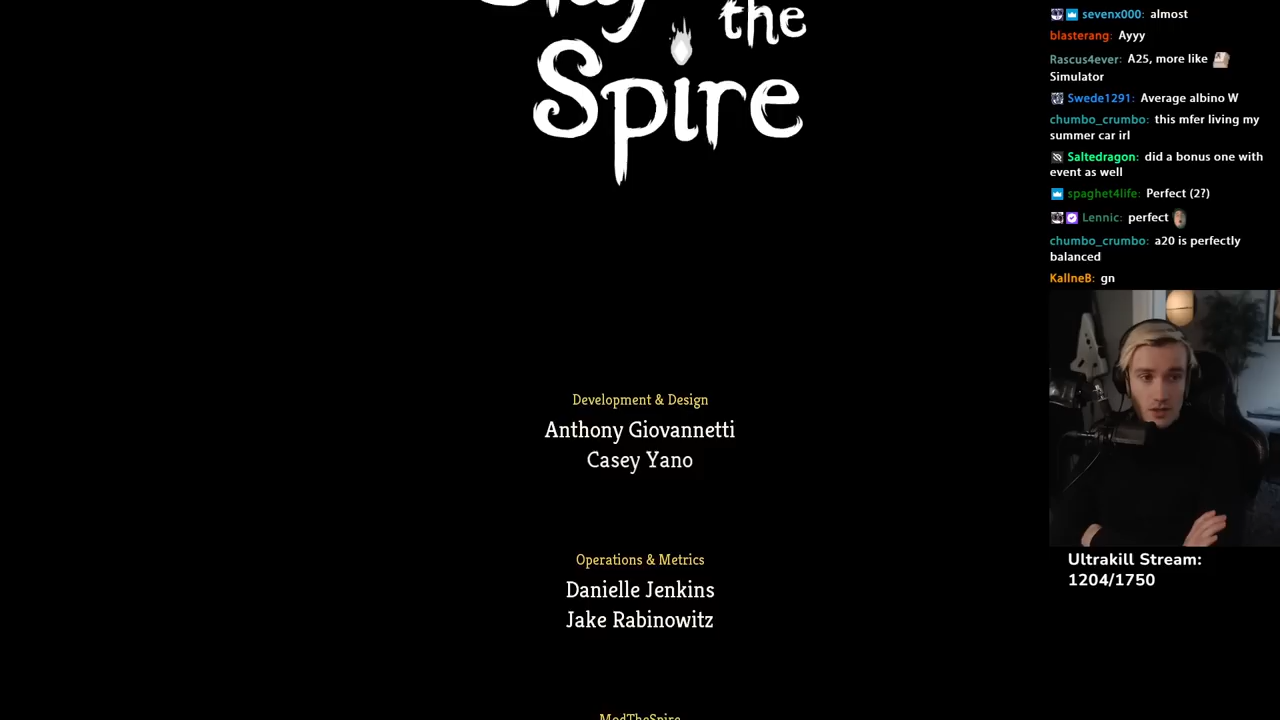 the
Spire
Development & Design
Anthony Giovannetti
Casey Yano
Operations & Metrics
Danielle Jenkins
Jake Rabinowitz
ModTheSpire
sevenx000: almost
blasterang: Ayyy
Rascus4ever: A25, more like
Simulator
Swede1291: Average albino W
chumbo_crumbo: this mfer living my
summer car irl
Saltedragon: did a bonus one with
event as well
spaghet4life: Perfect (2?)
Lennic: perfect
chumbo_crumbo: a20 is perfectly
balanced
KallneB: gn
Ultrakill Stream:
1204/1750